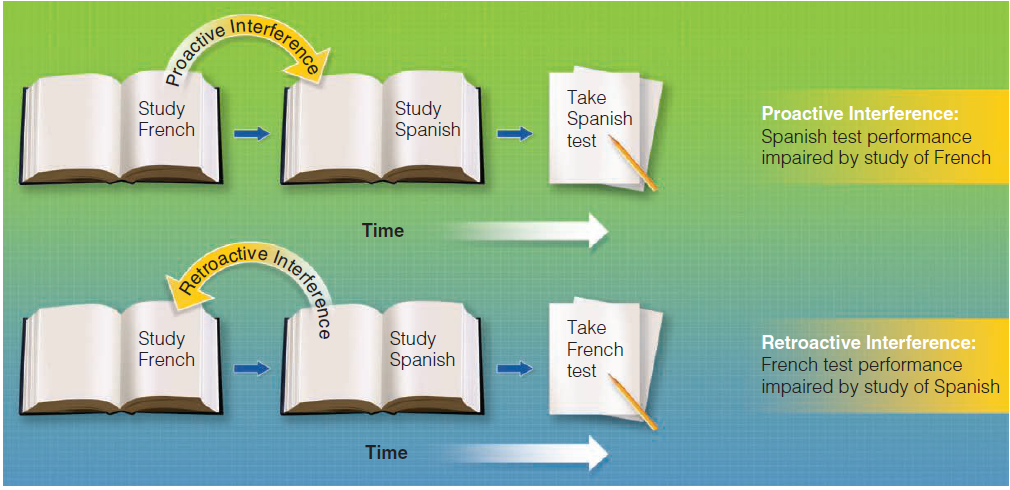 Proactive Interference
Study
French
Study
Spanish
Take
Spanish
test
Proactive Interference:
Spanish test performance
impaired by study of French
Time
Retroactive Interference
Study
French
Study
Spanish
Take
French
test
Retroactive Interference:
French test performance
impaired by study of Spanish
Time